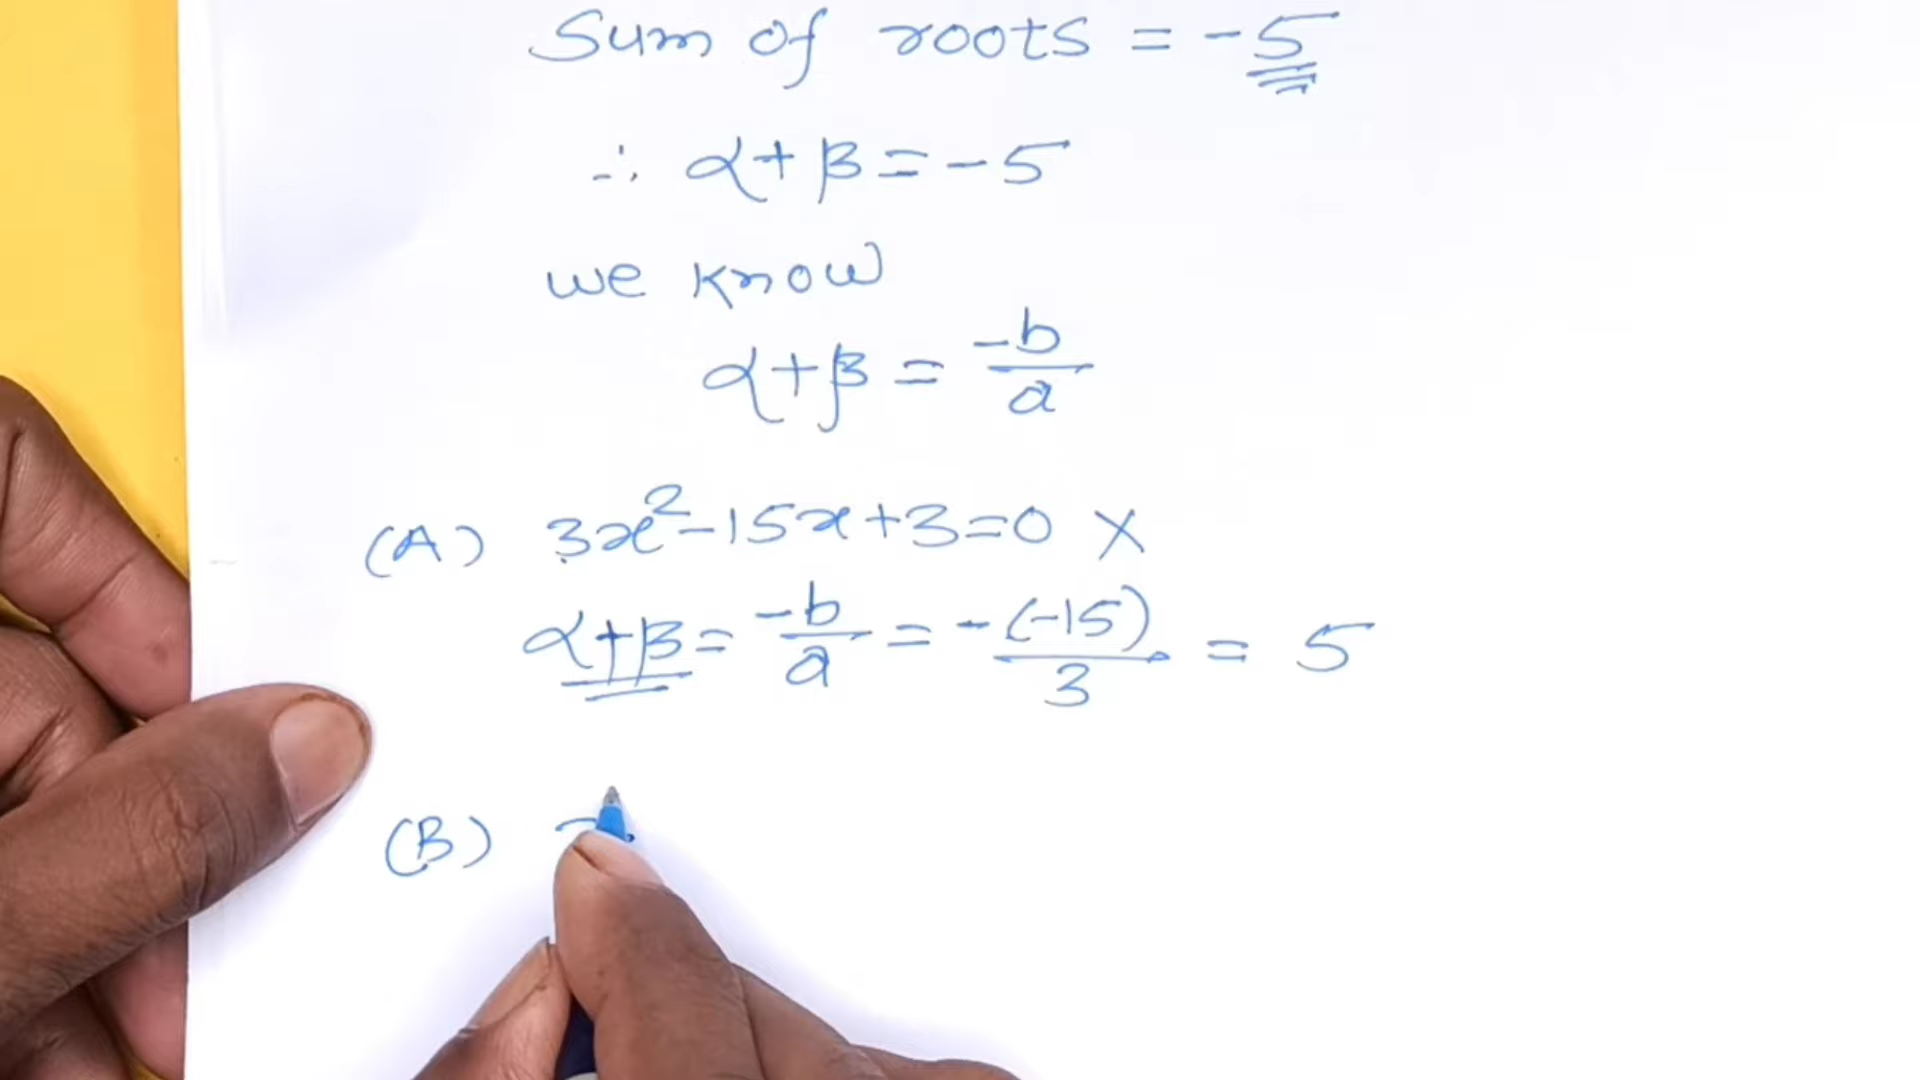 Sum of roots = -5
∴ α+β = -5
we know
α+β = -b/a
(A) 3x²-15x+3=0 X
α+β = -b/a = -(-15)/3 = 5
(B)